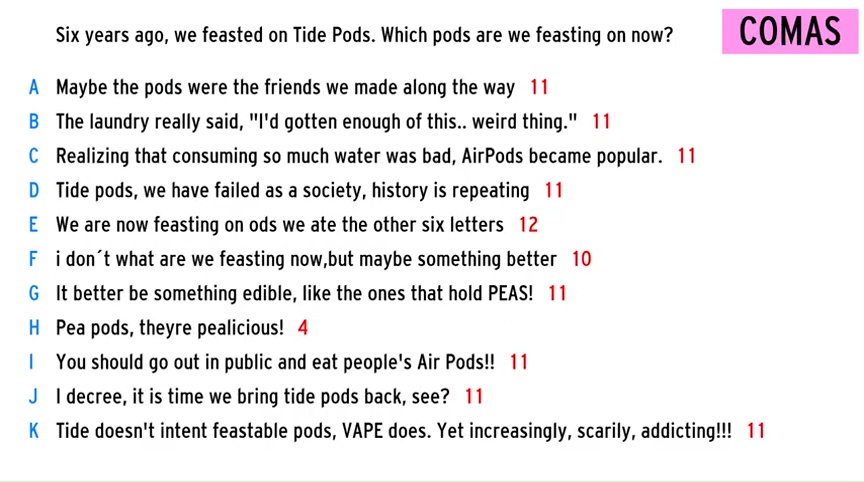 Six years ago, we feasted on Tide Pods. Which pods are we feasting on now?
COMAS
A Maybe the pods were the friends we made along the way 11
B The laundry really said, "I'd gotten enough of this.. weird thing." 11
C Realizing that consuming so much water was bad, AirPods became popular. 11
D Tide pods, we have failed as a society, history is repeating 11
E We are now feasting on ods we ate the other six letters 12
F i don´t what are we feasting now,but maybe something better 10
G It better be something edible, like the ones that hold PEAS! 11
H Pea pods, theyre pealicious! 4
I You should go out in public and eat people's Air Pods!! 11
J I decree, it is time we bring tide pods back, see? 11
K Tide doesn't intent feastable pods, VAPE does. Yet increasingly, scarily, addicting!!! 11